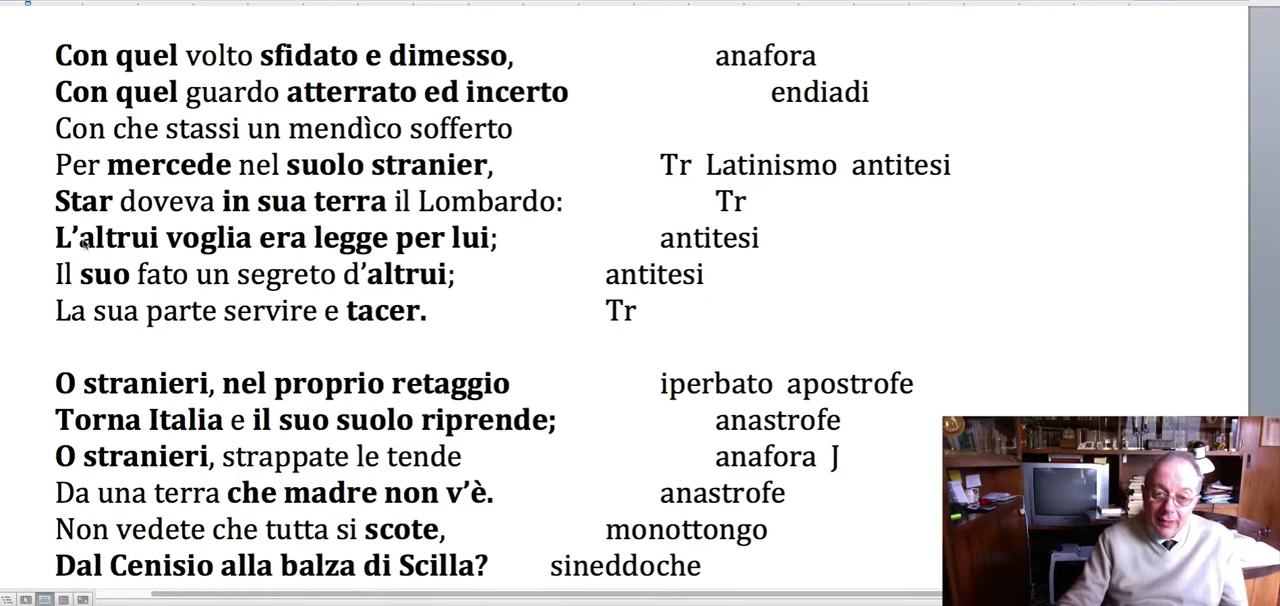 Con quel volto sfidato e dimesso, anafora
Con quel guardo atterrato ed incerto endiadi
Con che stassi un mendìco sofferto
Per mercede nel suolo stranier, Tr Latinismo antitesi
Star doveva in sua terra il Lombardo: Tr
L’altrui voglia era legge per lui; antitesi
Il suo fato un segreto d’altrui; antitesi
La sua parte servire e tacer. Tr
O stranieri, nel proprio retaggio iperbato apostrofe
Torna Italia e il suo suolo riprende; anastrofe
O stranieri, strappate le tende anafora J
Da una terra che madre non v’è. anastrofe
Non vedete che tutta si scote, monottongo
Dal Cenisio alla balza di Scilla? sineddoche